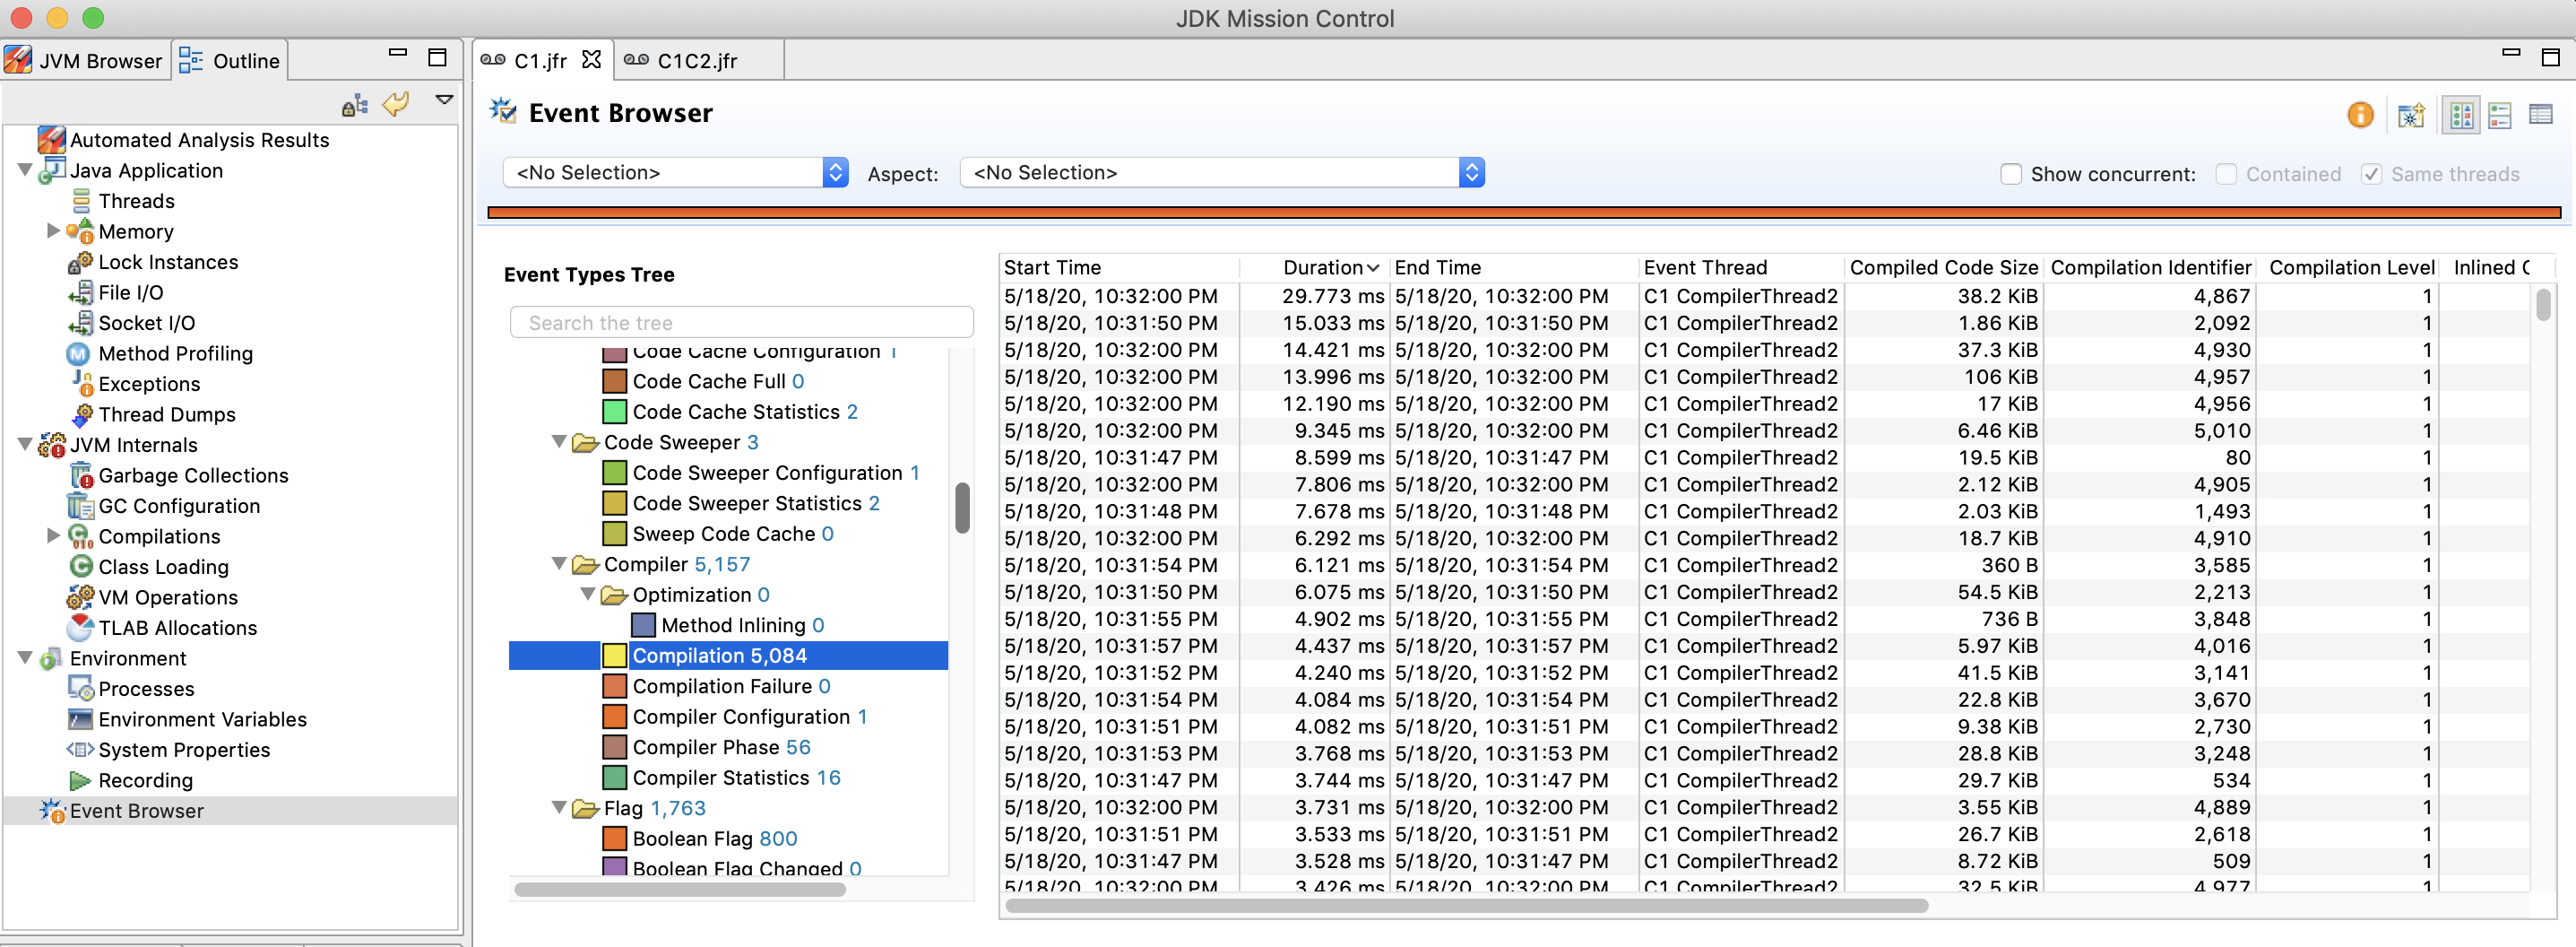 JDK Mission Control
JVM Browser
Outline
C1.jfr
C1C2.jfr
Automated Analysis Results
Java Application
Threads
Memory
Lock Instances
File I/O
Socket I/O
Method Profiling
Exceptions
Thread Dumps
JVM Internals
Garbage Collections
GC Configuration
Compilations
Class Loading
VM Operations
TLAB Allocations
Environment
Processes
Environment Variables
System Properties
Recording
Event Browser
Event Browser
<No Selection> Aspect: <No Selection> Show concurrent: Contained Same threads
Event Types Tree
Search the tree
Code Cache Configuration 1
Code Cache Full 0
Code Cache Statistics 2
Code Sweeper 3
Code Sweeper Configuration 1
Code Sweeper Statistics 2
Sweep Code Cache 0
Compiler 5,157
Optimization 0
Method Inlining 0
Compilation 5,084
Compilation Failure 0
Compiler Configuration 1
Compiler Phase 56
Compiler Statistics 16
Flag 1,763
Boolean Flag 800
Boolean Flag Changed 0
Start Time Duration End Time Event Thread Compiled Code Size Compilation Identifier Compilation Level Inlined
5/18/20, 10:32:00 PM 29.773 ms 5/18/20, 10:32:00 PM C1 CompilerThread2 38.2 KiB 4,867 1
5/18/20, 10:31:50 PM 15.033 ms 5/18/20, 10:31:50 PM C1 CompilerThread2 1.86 KiB 2,092 1
5/18/20, 10:32:00 PM 14.421 ms 5/18/20, 10:32:00 PM C1 CompilerThread2 37.3 KiB 4,930 1
5/18/20, 10:32:00 PM 13.996 ms 5/18/20, 10:32:00 PM C1 CompilerThread2 106 KiB 4,957 1
5/18/20, 10:32:00 PM 12.190 ms 5/18/20, 10:32:00 PM C1 CompilerThread2 17 KiB 4,956 1
5/18/20, 10:32:00 PM 9.345 ms 5/18/20, 10:32:00 PM C1 CompilerThread2 6.46 KiB 5,010 1
5/18/20, 10:31:47 PM 8.599 ms 5/18/20, 10:31:47 PM C1 CompilerThread2 19.5 KiB 80 1
5/18/20, 10:32:00 PM 7.806 ms 5/18/20, 10:32:00 PM C1 CompilerThread2 2.12 KiB 4,905 1
5/18/20, 10:31:48 PM 7.678 ms 5/18/20, 10:31:48 PM C1 CompilerThread2 2.03 KiB 1,493 1
5/18/20, 10:32:00 PM 6.292 ms 5/18/20, 10:32:00 PM C1 CompilerThread2 18.7 KiB 4,910 1
5/18/20, 10:31:54 PM 6.121 ms 5/18/20, 10:31:54 PM C1 CompilerThread2 360 B 3,585 1
5/18/20, 10:31:50 PM 6.075 ms 5/18/20, 10:31:50 PM C1 CompilerThread2 54.5 KiB 2,213 1
5/18/20, 10:31:55 PM 4.902 ms 5/18/20, 10:31:55 PM C1 CompilerThread2 736 B 3,848 1
5/18/20, 10:31:57 PM 4.437 ms 5/18/20, 10:31:57 PM C1 CompilerThread2 5.97 KiB 4,016 1
5/18/20, 10:31:52 PM 4.240 ms 5/18/20, 10:31:52 PM C1 CompilerThread2 41.5 KiB 3,141 1
5/18/20, 10:31:54 PM 4.084 ms 5/18/20, 10:31:54 PM C1 CompilerThread2 22.8 KiB 3,670 1
5/18/20, 10:31:51 PM 4.082 ms 5/18/20, 10:31:51 PM C1 CompilerThread2 9.38 KiB 2,730 1
5/18/20, 10:31:53 PM 3.768 ms 5/18/20, 10:31:53 PM C1 CompilerThread2 28.8 KiB 3,248 1
5/18/20, 10:31:47 PM 3.744 ms 5/18/20, 10:31:47 PM C1 CompilerThread2 29.7 KiB 534 1
5/18/20, 10:32:00 PM 3.731 ms 5/18/20, 10:32:00 PM C1 CompilerThread2 3.55 KiB 4,889 1
5/18/20, 10:31:51 PM 3.533 ms 5/18/20, 10:31:51 PM C1 CompilerThread2 26.7 KiB 2,618 1
5/18/20, 10:31:47 PM 3.528 ms 5/18/20, 10:31:47 PM C1 CompilerThread2 8.72 KiB 509 1
5/18/20, 10:32:00 PM 3.426 ms 5/18/20, 10:32:00 PM C1 CompilerThread2 32.5 KiB 4,977 1